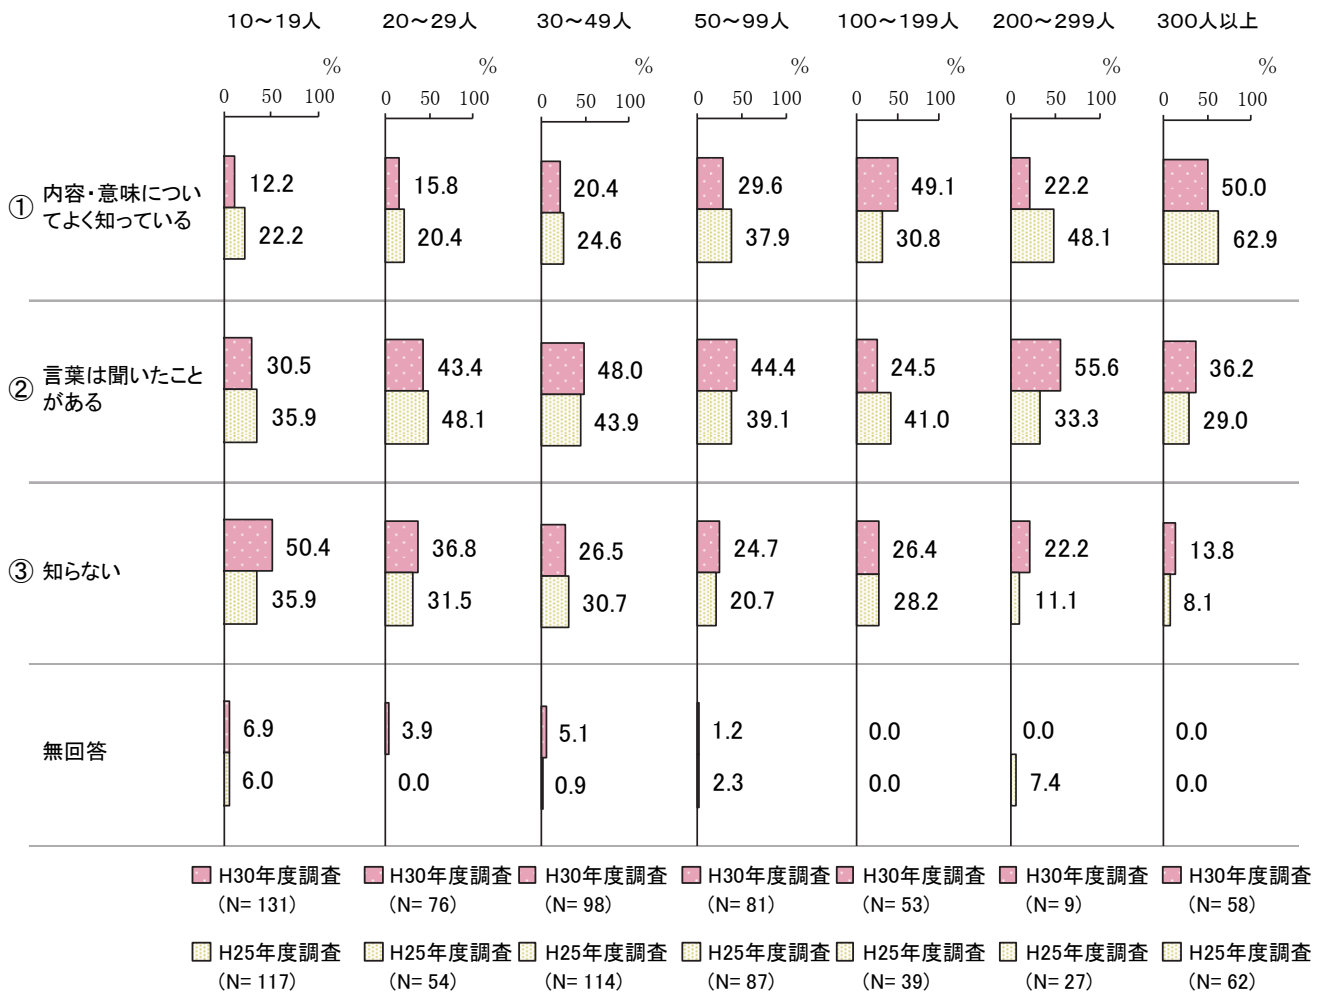 10～19人 20～29人 30～49人 50～99人 100～199人 200～299人 300人以上
% % % % % % %
0 50 100 0 50 100 0 50 100 0 50 100 0 50 100 0 50 100 0 50 100
① 内容・意味につい
てよく知っている
12.2 15.8 20.4 29.6 49.1 22.2 50.0
22.2 20.4 24.6 37.9 30.8 48.1 62.9
② 言葉は聞いたこと
がある
30.5 43.4 48.0 44.4 24.5 55.6 36.2
35.9 48.1 43.9 39.1 41.0 33.3 29.0
③ 知らない
50.4 36.8 26.5 24.7 26.4 22.2 13.8
35.9 31.5 30.7 20.7 28.2 11.1 8.1
無回答
6.9 3.9 5.1 1.2 0.0 0.0 0.0
6.0 0.0 0.9 2.3 0.0 7.4 0.0
H30年度調査 H30年度調査 H30年度調査 H30年度調査 H30年度調査 H30年度調査 H30年度調査
（N= 131） （N= 76） （N= 98） （N= 81） （N= 53） （N= 9） （N= 58）
H25年度調査 H25年度調査 H25年度調査 H25年度調査 H25年度調査 H25年度調査 H25年度調査
（N= 117） （N= 54） （N= 114） （N= 87） （N= 39） （N= 27） （N= 62）